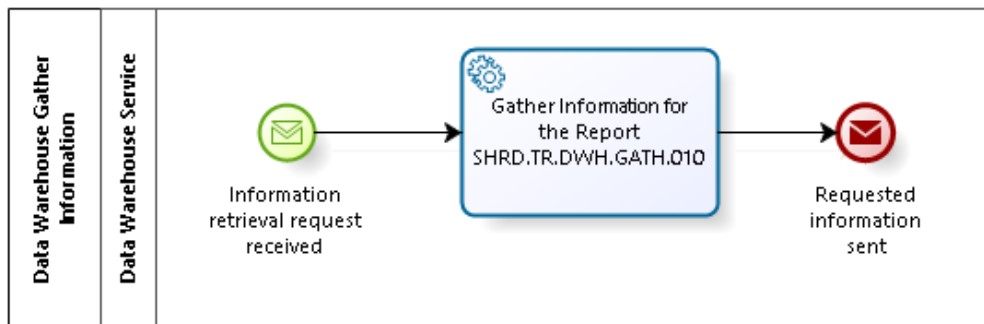 Data Warehouse Gather
Information
Data Warehouse Service
Information
retrieval request
received
Gather Information for
the Report
SHRD.TR.DWH.GATH.010
Requested
information
sent